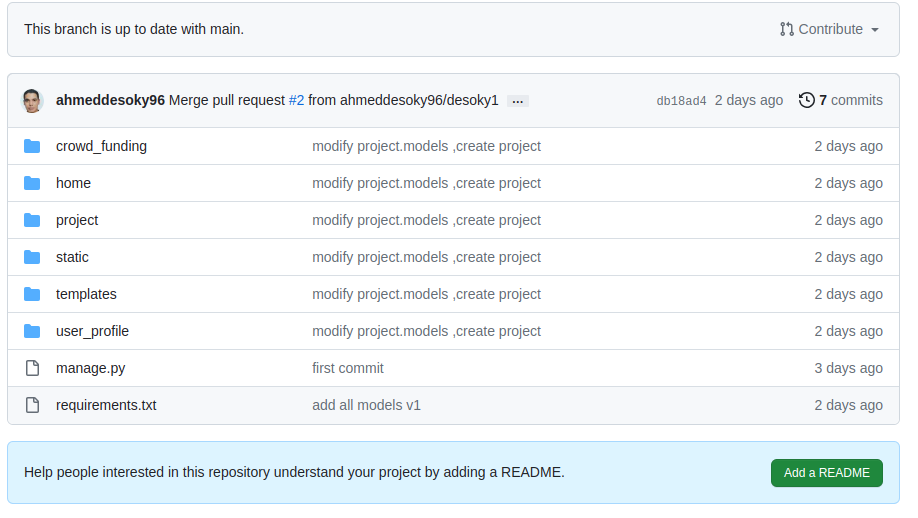 This branch is up to date with main.
Contribute
ahmeddesoky96 Merge pull request #2 from ahmeddesoky96/desoky1 ... db18ad4 2 days ago 7 commits
crowd_funding modify project.models ,create project 2 days ago
home modify project.models ,create project 2 days ago
project modify project.models ,create project 2 days ago
static modify project.models ,create project 2 days ago
templates modify project.models ,create project 2 days ago
user_profile modify project.models ,create project 2 days ago
manage.py first commit 3 days ago
requirements.txt add all models v1 2 days ago
Help people interested in this repository understand your project by adding a README.
Add a README